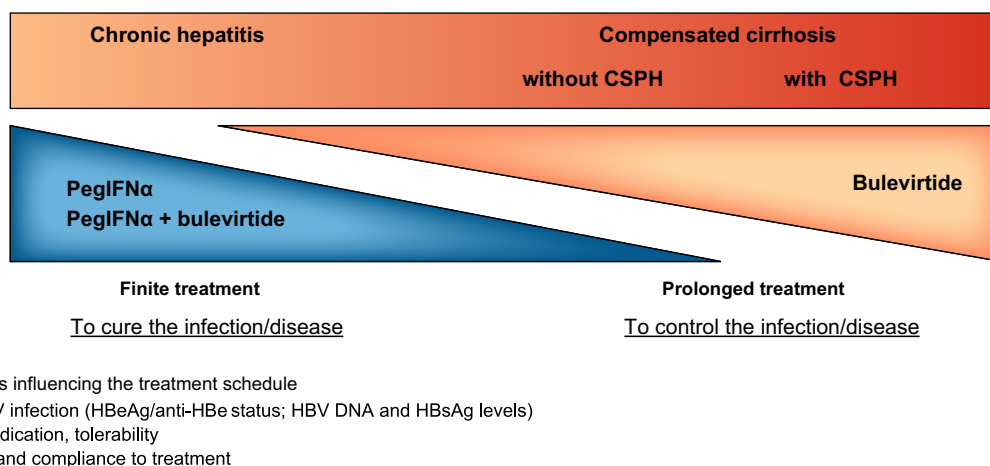 Chronic hepatitis
Compensated cirrhosis
without CSPH
with CSPH
PegIFNα
PegIFNα + bulevirtide
Bulevirtide
Finite treatment
Prolonged treatment
To cure the infection/disease
To control the infection/disease
influencing the treatment schedule
infection (HBeAg/anti-HBe status; HBV DNA and HBsAg levels)
tolerability
and compliance to treatment